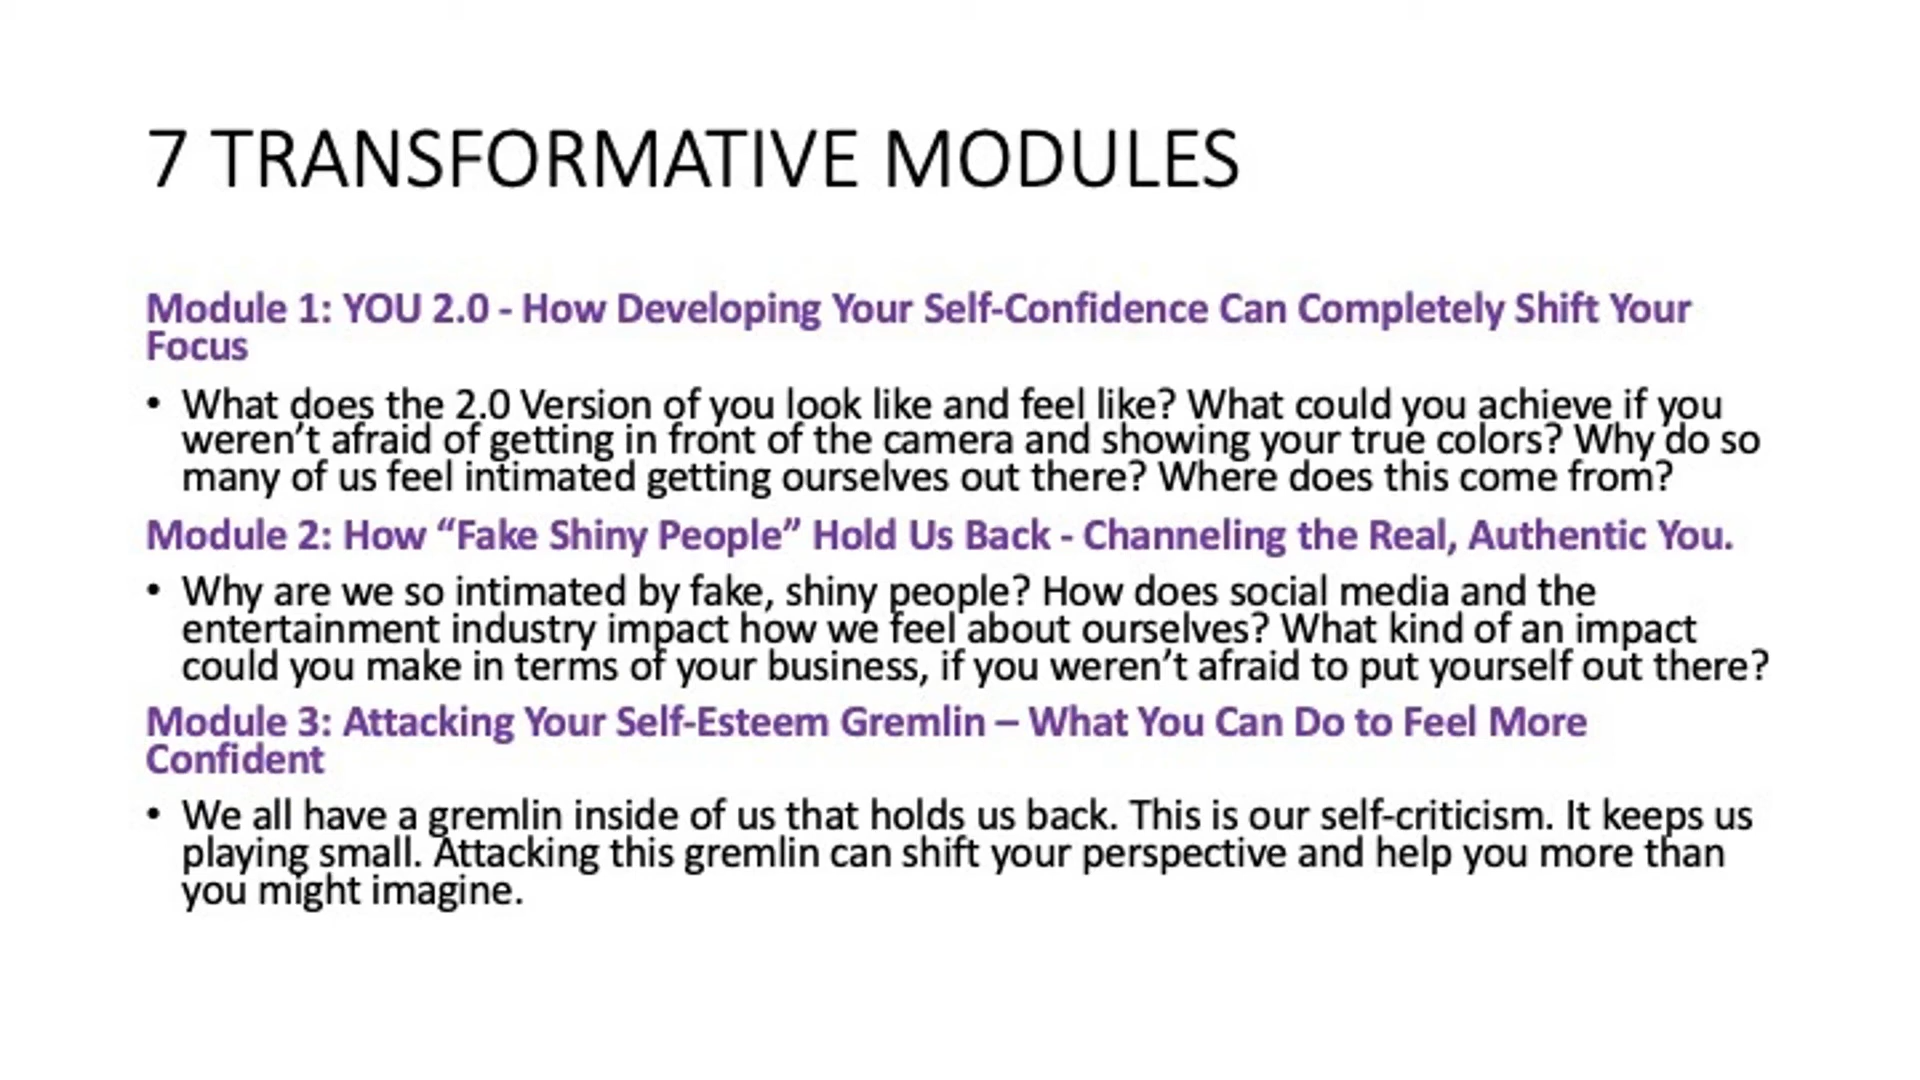 7 TRANSFORMATIVE MODULES
Module 1: YOU 2.0 - How Developing Your Self-Confidence Can Completely Shift Your
Focus
• What does the 2.0 Version of you look like and feel like? What could you achieve if you
weren’t afraid of getting in front of the camera and showing your true colors? Why do so
many of us feel intimated getting ourselves out there? Where does this come from?
Module 2: How “Fake Shiny People” Hold Us Back - Channeling the Real, Authentic You.
• Why are we so intimated by fake, shiny people? How does social media and the
entertainment industry impact how we feel about ourselves? What kind of an impact
could you make in terms of your business, if you weren’t afraid to put yourself out there?
Module 3: Attacking Your Self-Esteem Gremlin – What You Can Do to Feel More
Confident
• We all have a gremlin inside of us that holds us back. This is our self-criticism. It keeps us
playing small. Attacking this gremlin can shift your perspective and help you more than
you might imagine.